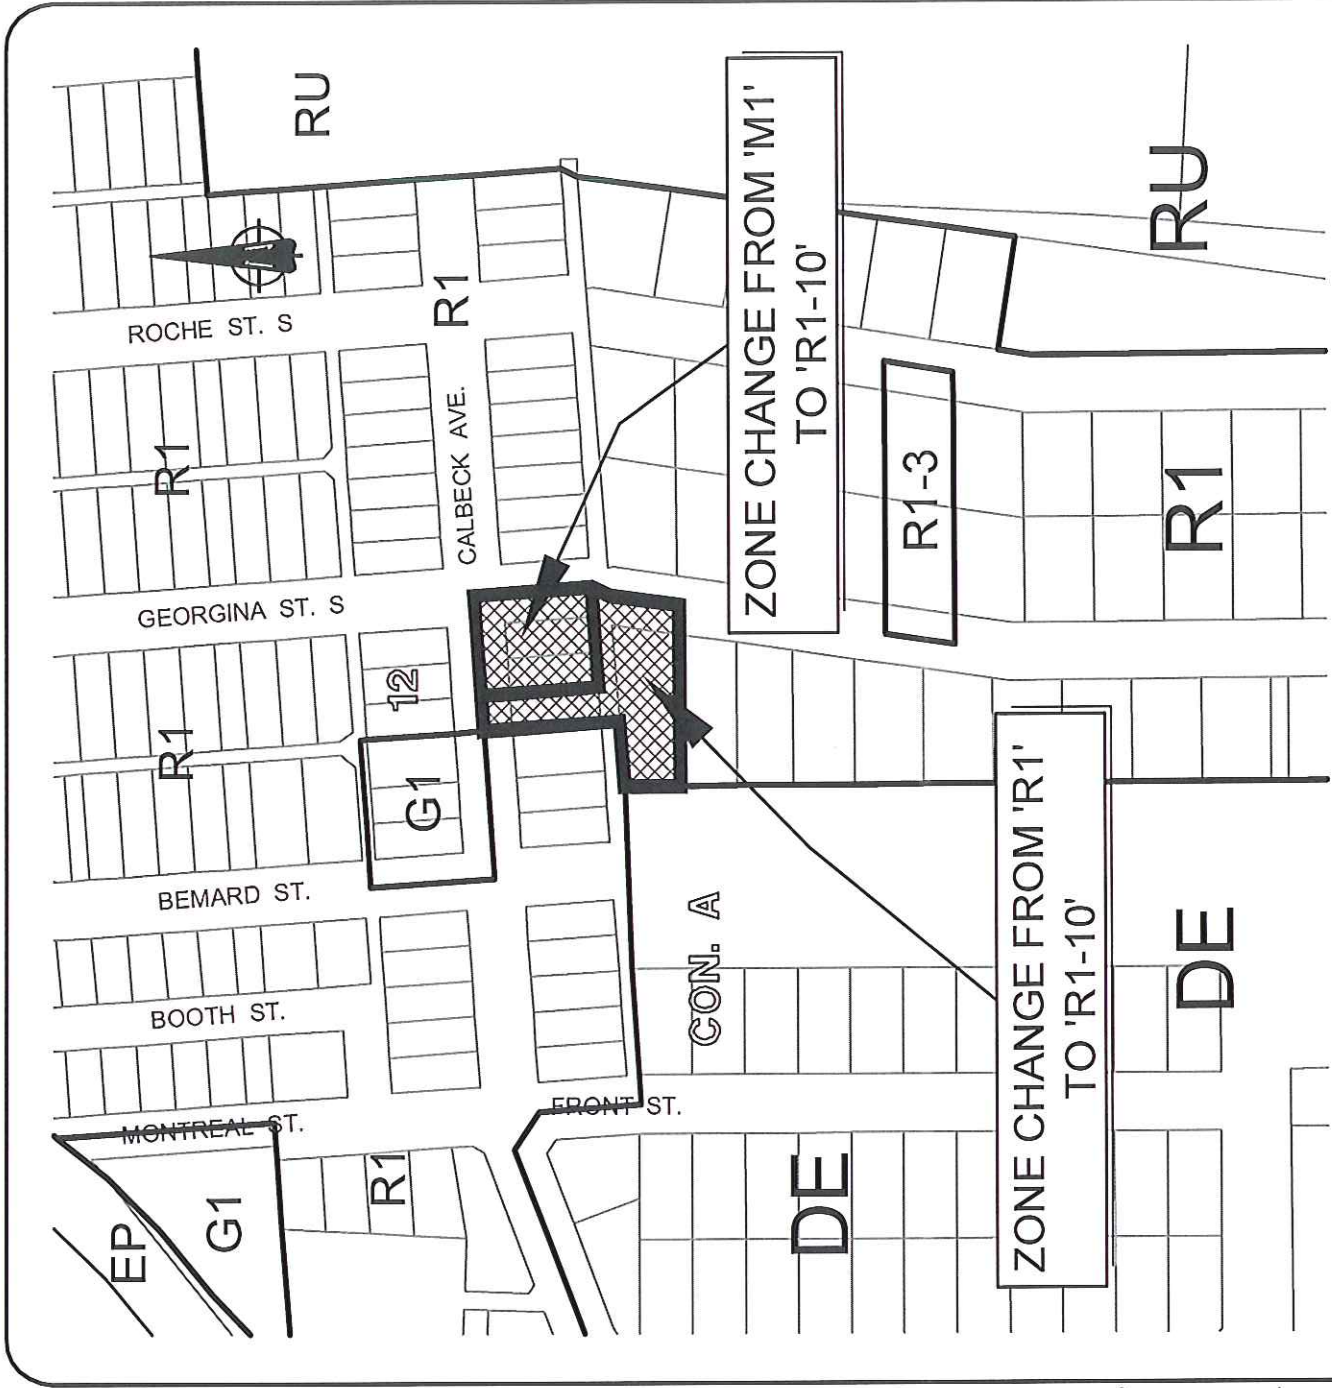 RU
ROCHE ST. S
R1
CALBECK AVE.
R1
GEORGINA ST. S
12
R1
G1
BEMARD ST.
BOOTH ST.
MONTREAL ST.
R1
G1
EP
FRONT ST.
CON. A
ZONE CHANGE FROM 'M1'
TO 'R1-10'
R1-3
RU
R1
ZONE CHANGE FROM 'R1'
TO 'R1-10'
DE
DE